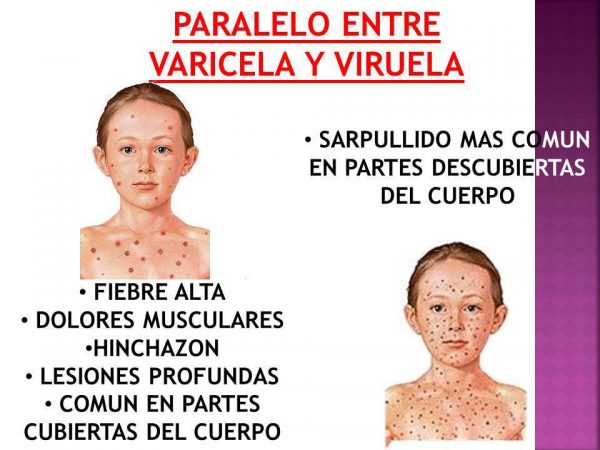 PARALELO ENTRE
VARICELA Y VIRUELA
• SARPULLIDO MAS COMUN
EN PARTES DESCUBIERTAS
DEL CUERPO
• FIEBRE ALTA
• DOLORES MUSCULARES
•HINCHAZON
• LESIONES PROFUNDAS
• COMUN EN PARTES
CUBIERTAS DEL CUERPO